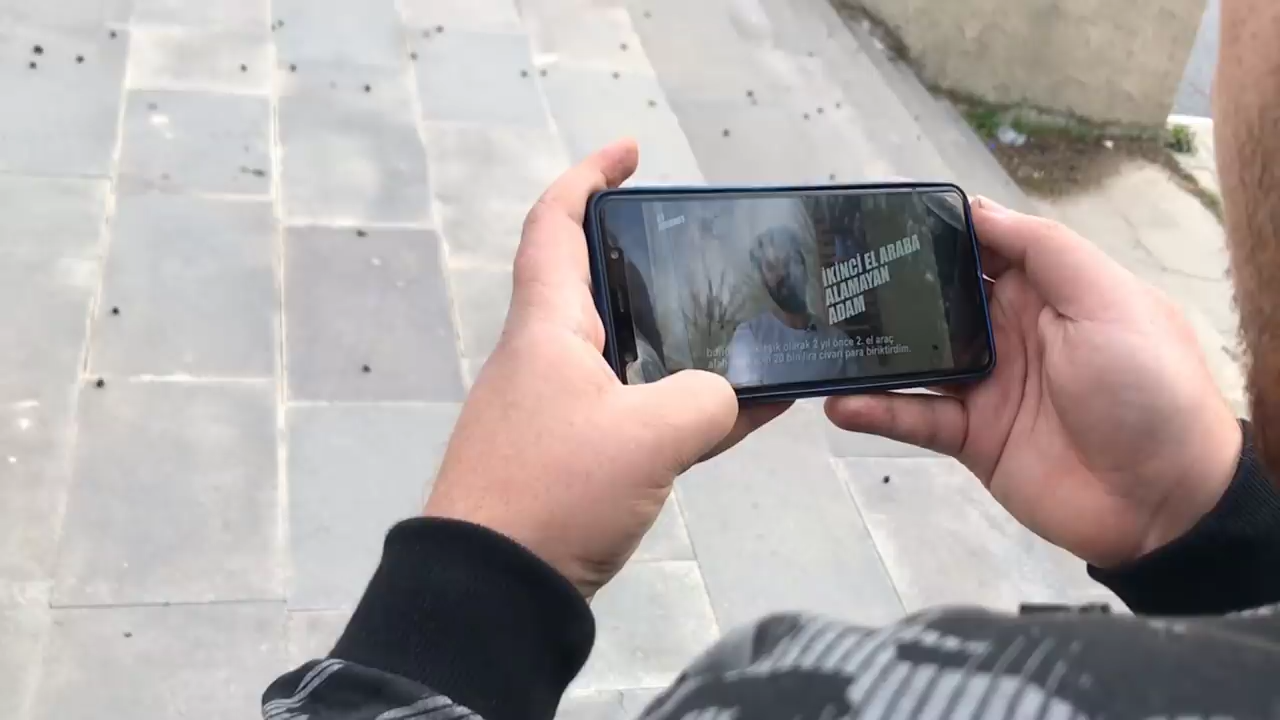 İKİNCİ EL ARABA
ALAMAYAN
ADAM
olarak 2 yıl önce 2. el araç
20 bin lira civarı para biriktirdim.